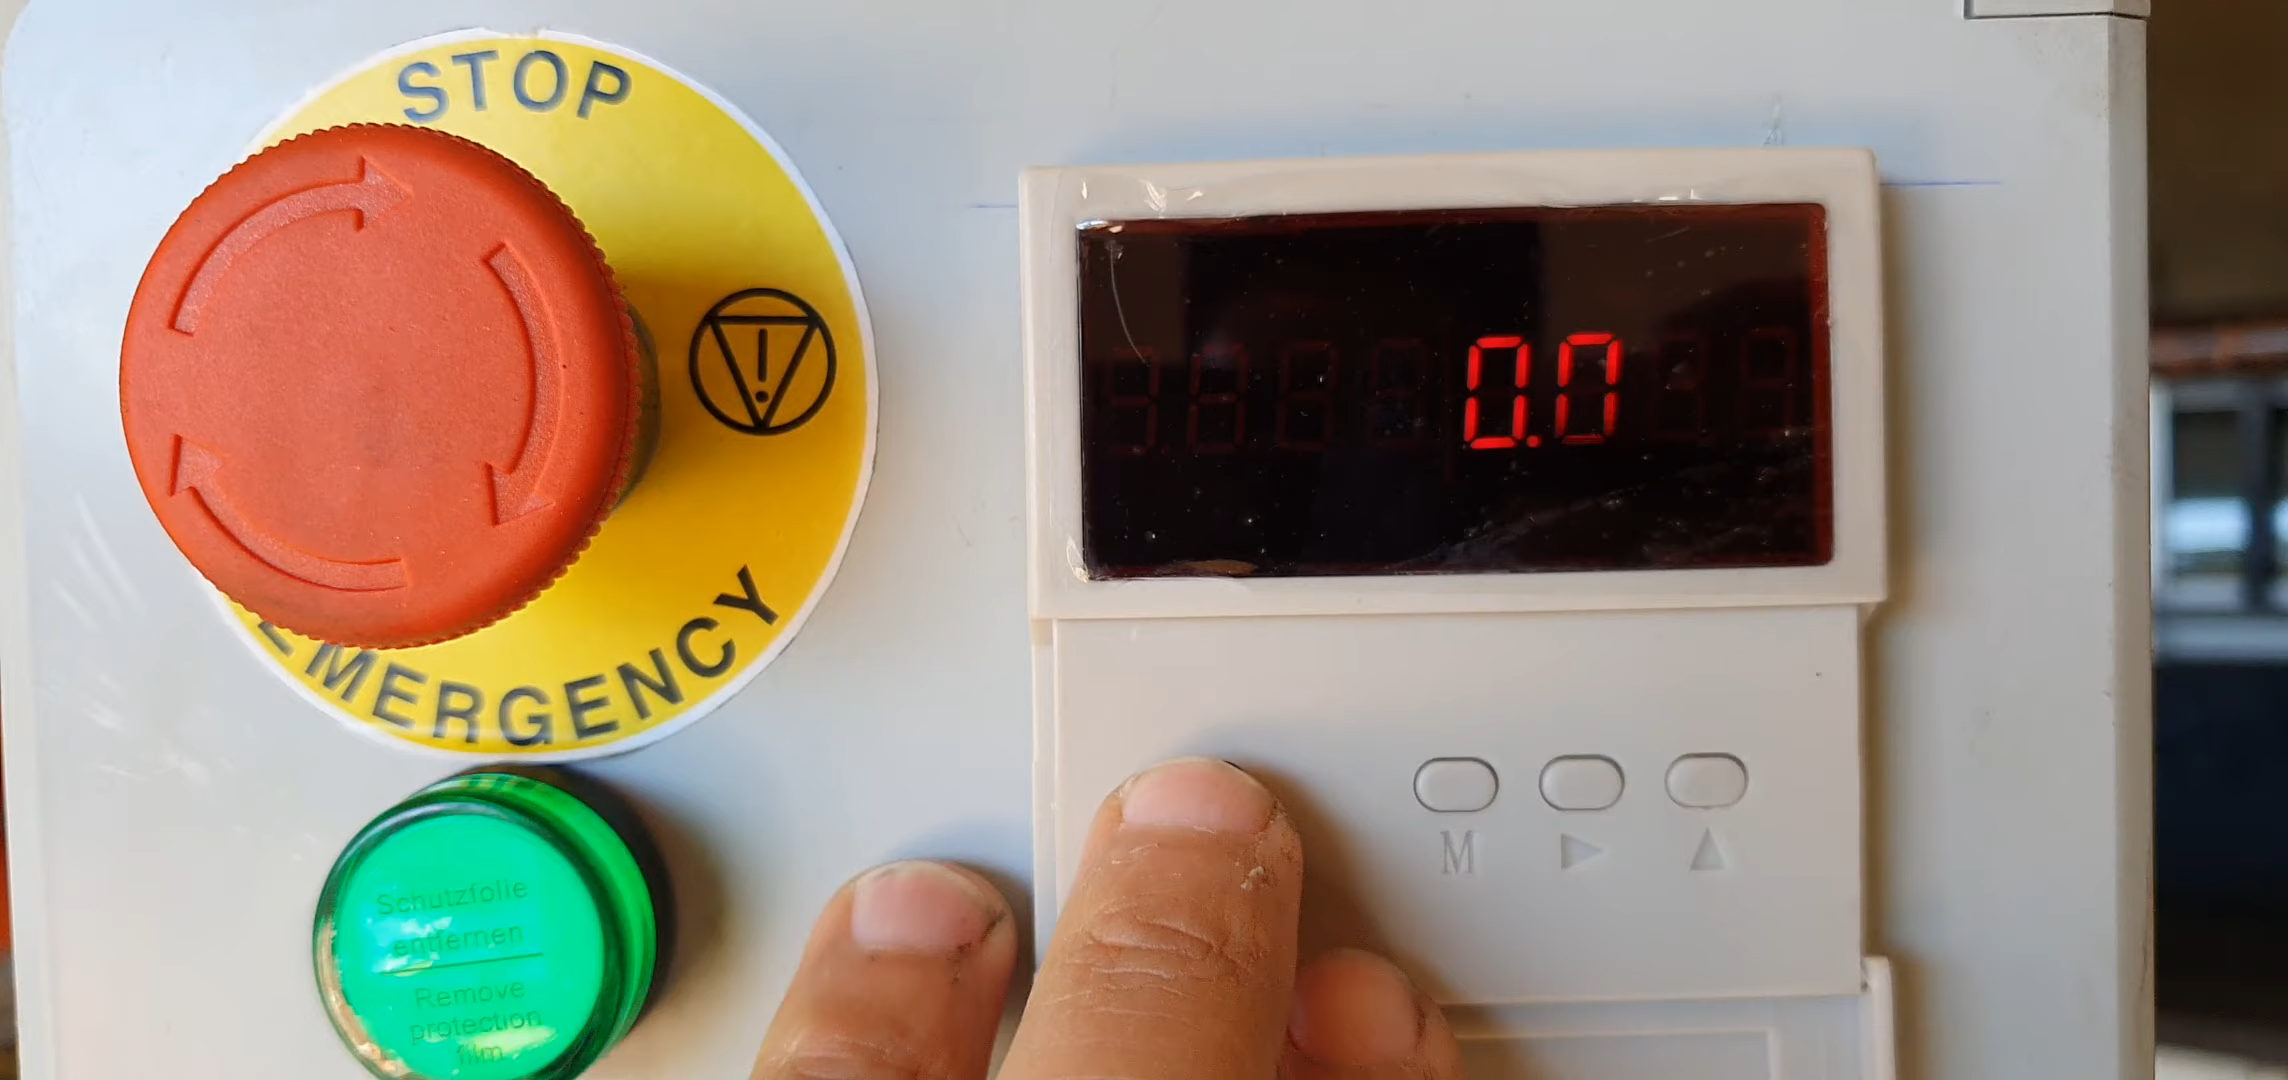 STOP
EMERGENCY
0.0
M
Schutzfolie
entfernen
Remove
protection
film